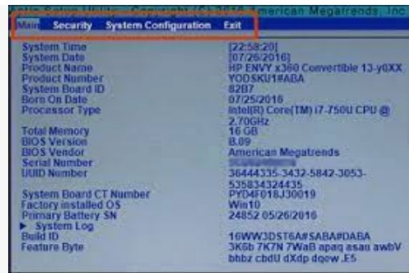 American Megatrends, Inc
Main Security System Configuration Exit
System Time [22:58:20]
System Date [07/26/2016]
Product Name HP ENVY x360 Convertible 13-y0XX
Product Number YODSKU1#ABA
System Board ID 82B7
Born On Date 07/25/2016
Processor Type Intel(R) Core(TM) i7-750U CPU @
2.70GHz
Total Memory 16 GB
BIOS Version B.09
BIOS Vendor American Megatrends
Serial Number
UUID Number 36444335-3432-5842-3053-
535834324435
System Board CT Number PYD4F018J30019
Factory installed OS Win10
Primary Battery SN 24852 05/26/2016
▶ System Log
Build ID 16WW3DST6A#SABA#DABA
Feature Byte 3K6b 7K7N 7WaB apaq asau awbV
bhbz cbdU dXdp dqow .E5